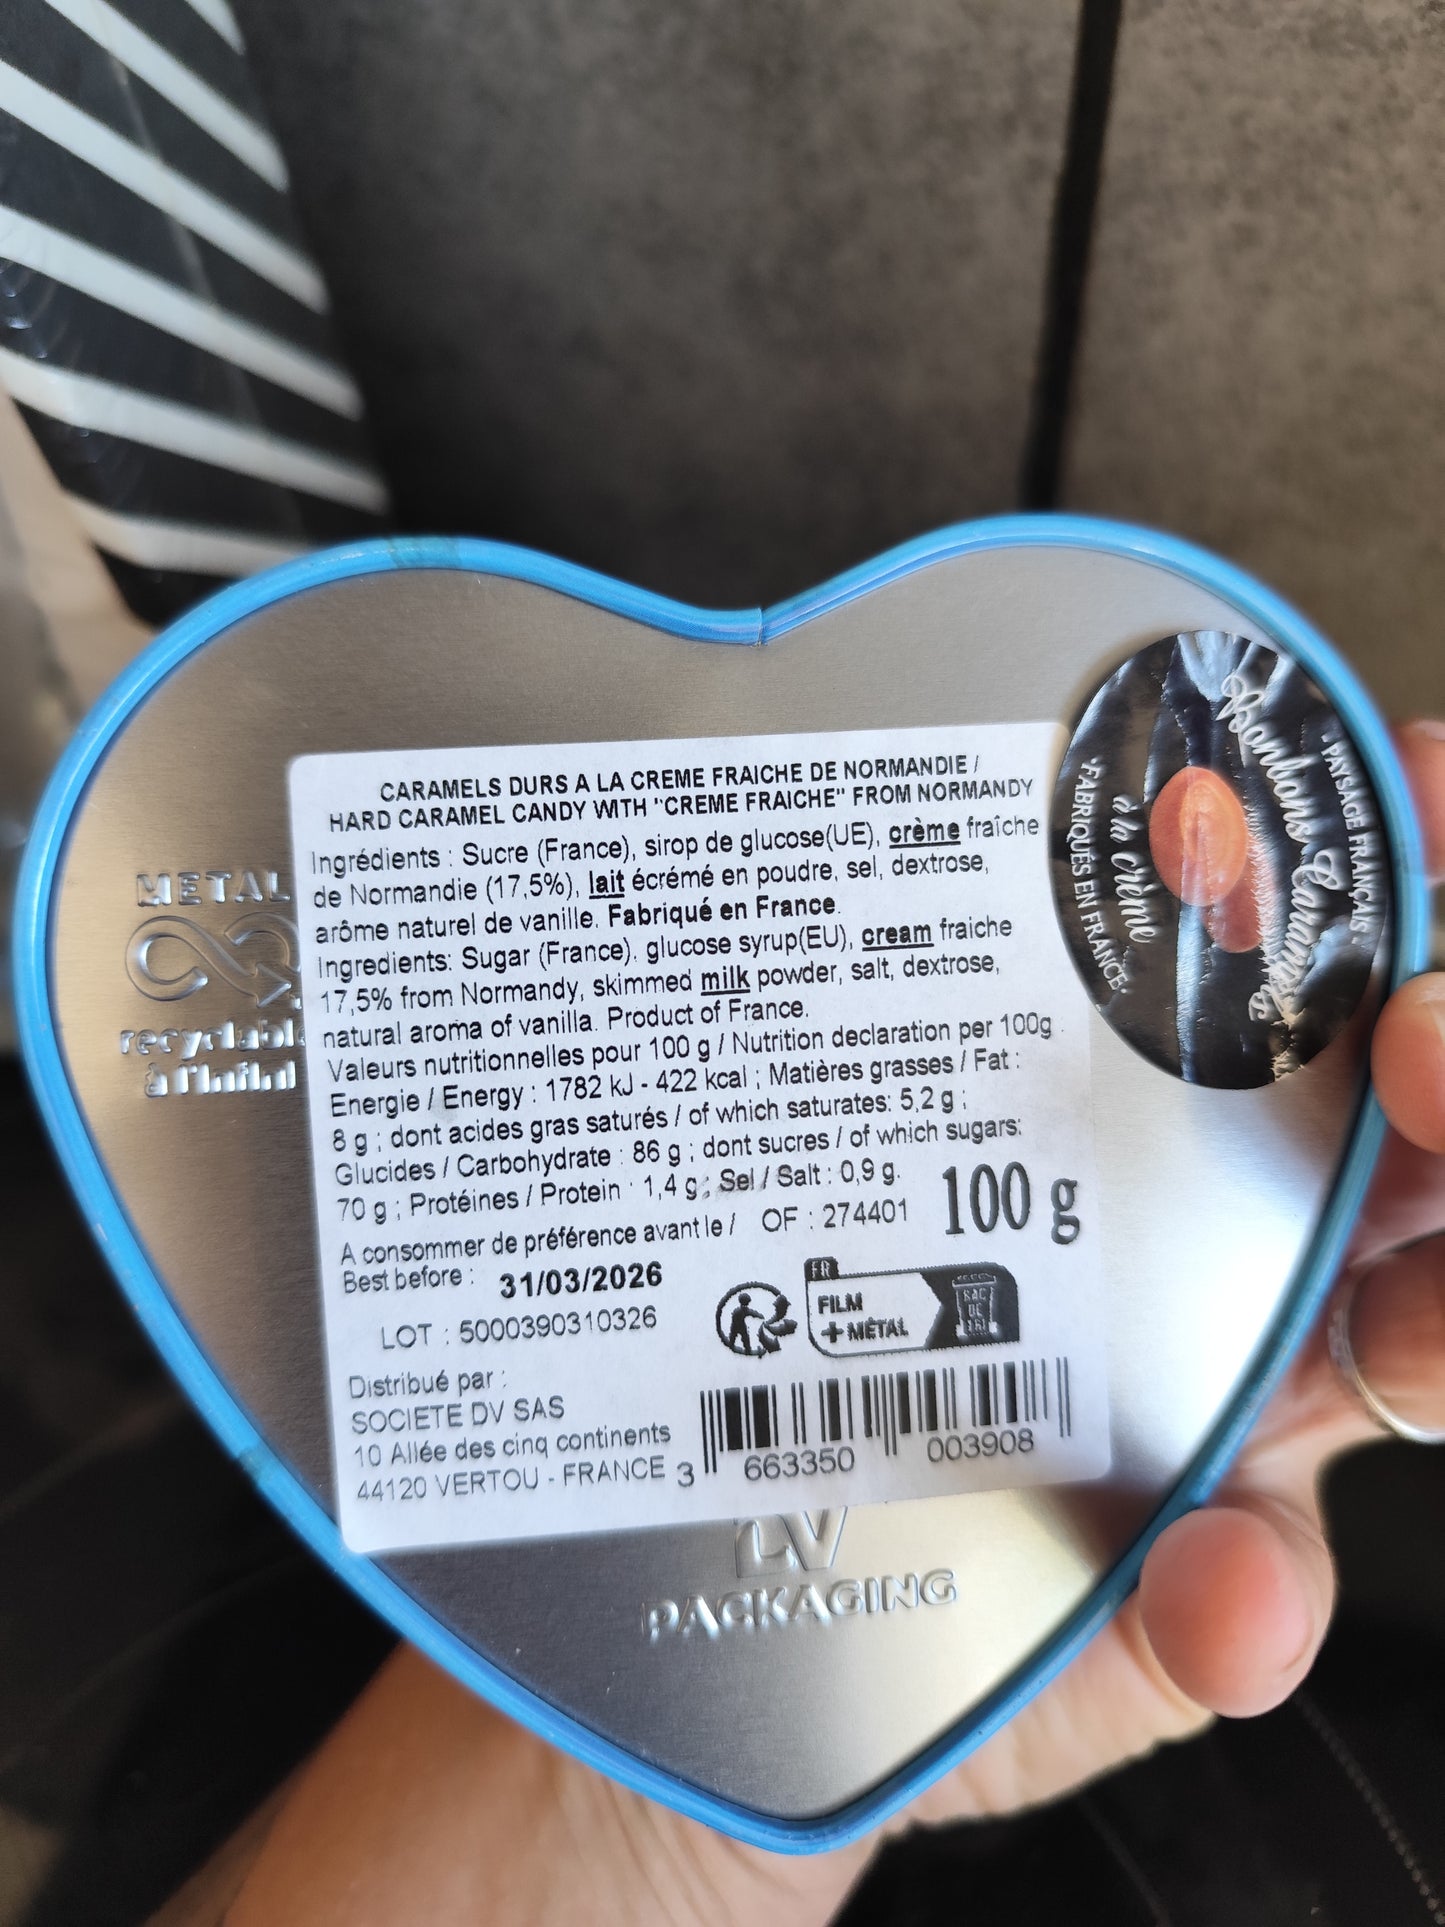 CARAMELS DURS A LA CREME FRAICHE DE NORMANDIE /
HARD CARAMEL CANDY WITH "CREME FRAICHE" FROM NORMANDY
Ingrédients : Sucre (France), sirop de glucose(UE), crème fraîche
de Normandie (17,5%), lait écrémé en poudre, sel, dextrose,
arôme naturel de vanille. Fabriqué en France.
Ingredients: Sugar (France), glucose syrup(EU), cream fraiche
17,5% from Normandy, skimmed milk powder, salt, dextrose,
natural aroma of vanilla. Product of France.
Valeurs nutritionnelles pour 100 g / Nutrition declaration per 100g
Energie / Energy : 1782 kJ - 422 kcal ; Matières grasses / Fat :
8 g ; dont acides gras saturés / of which saturates: 5,2 g ;
Glucides / Carbohydrate : 86 g ; dont sucres / of which sugars:
70 g ; Protéines / Protein : 1,4 g ; Sel / Salt : 0,9 g.
A consommer de préférence avant le /
Best before : 31/03/2026
OF : 274401
100 g
LOT : 5000390310326
FR
FILM
+ MÉTAL
BAC
DE
TRI
Distribué par :
SOCIETE DV SAS
10 Allée des cinq continents
44120 VERTOU - FRANCE
3 663350 003908
METAL
recyclable
à l'infini
PACKAGING
- PAYSAGE FRANÇAIS -
Bonbons Caramels
à la crème
·FABRIQUÉS EN FRANCE·